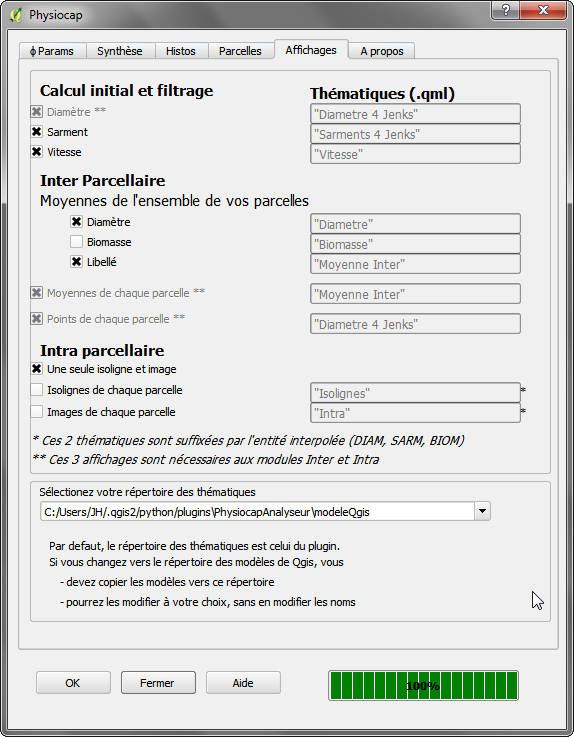 Physiocap
ϕParams Synthèse Histos Parcelles Affichages A propos
Calcul initial et filtrage Thématiques (.qml)
Diamètre ** "Diametre 4 Jenks"
Sarment "Sarments 4 Jenks"
Vitesse "Vitesse"
Inter Parcellaire
Moyennes de l'ensemble de vos parcelles
Diamètre "Diametre"
Biomasse "Biomasse"
Libellé "Moyenne Inter"
Moyennes de chaque parcelle ** "Moyenne Inter"
Points de chaque parcelle ** "Diametre 4 Jenks"
Intra parcellaire
Une seule isoligne et image
Isolignes de chaque parcelle "Isolignes" *
Images de chaque parcelle "Intra" *
* Ces 2 thématiques sont suffixées par l'entité interpolée (DIAM, SARM, BIOM)
** Ces 3 affichages sont nécessaires aux modules Inter et Intra
Sélectionez votre répertoire des thématiques
C:/Users/JH/.qgis2/python/plugins\PhysiocapAnalyseur\modeleQgis
Par defaut, le répertoire des thématiques est celui du plugin.
Si vous changez vers le répertoire des modèles de Qgis, vous
- devez copier les modèles vers ce répertoire
- pourrez les modifier à votre choix, sans en modifier les noms
OK Fermer Aide 100%